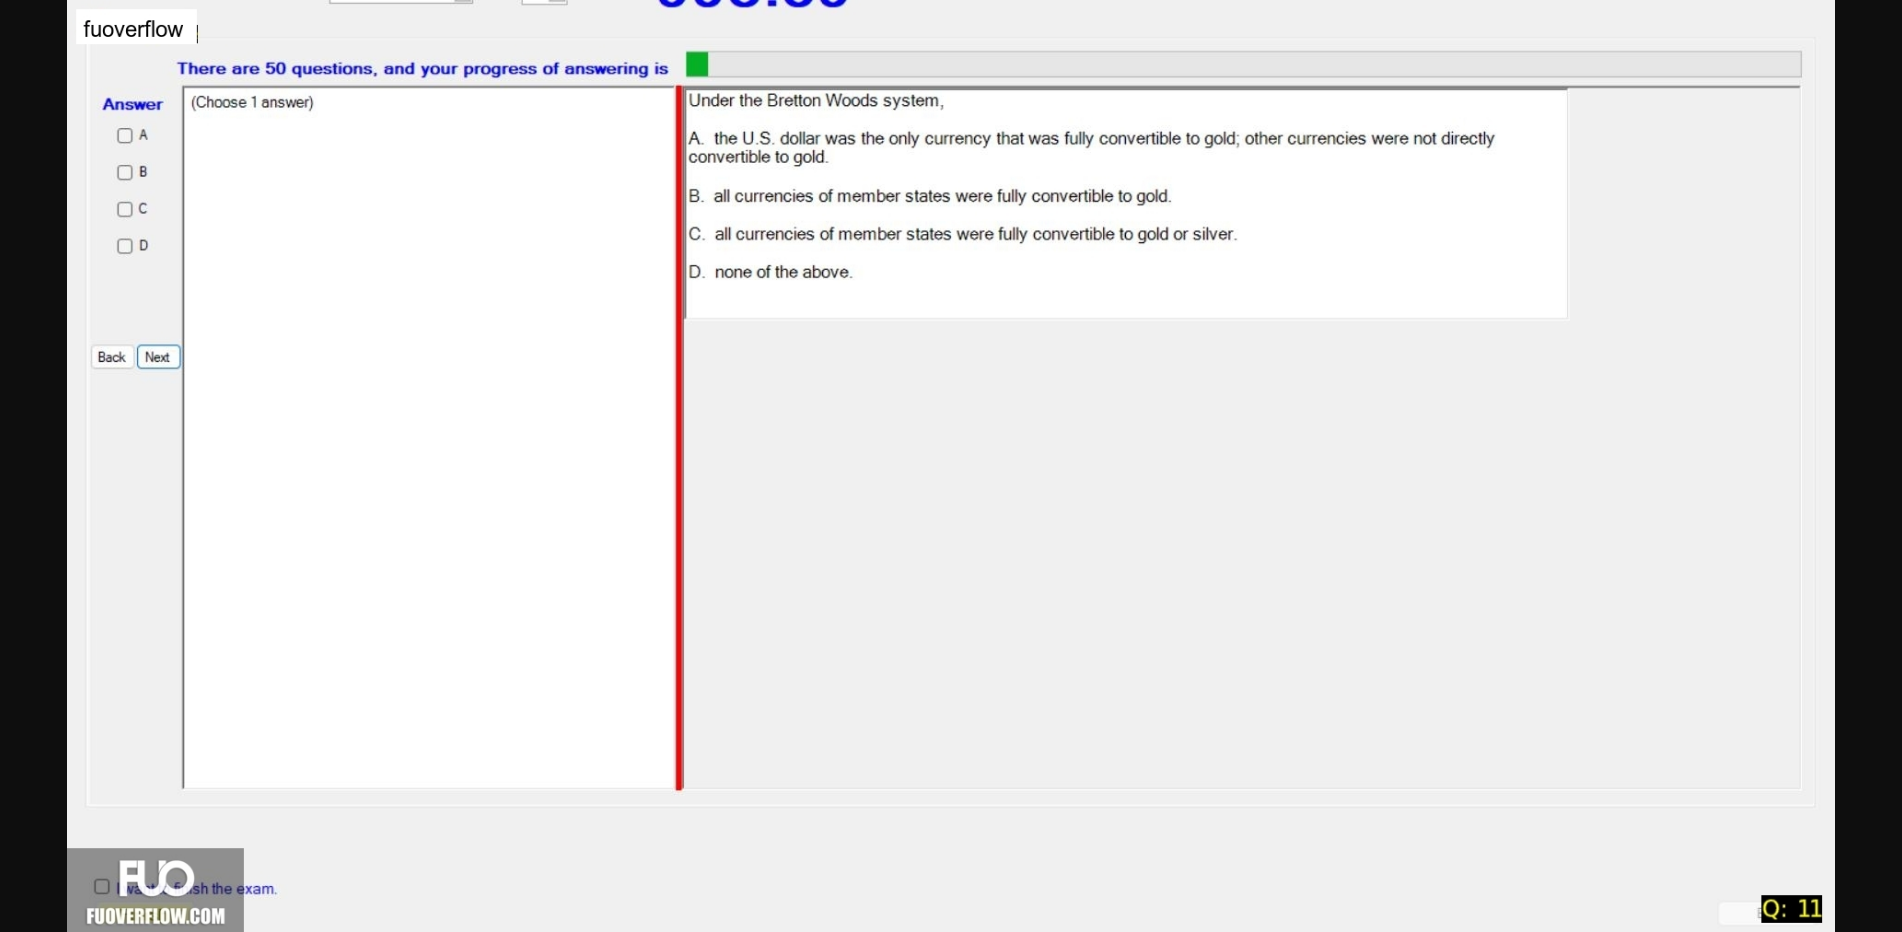 fuoverflow
There are 50 questions, and your progress of answering is
Answer
(Choose 1 answer)
A
B
C
D
Back
Next
Under the Bretton Woods system,
A. the U.S. dollar was the only currency that was fully convertible to gold; other currencies were not directly
convertible to gold.
B. all currencies of member states were fully convertible to gold.
C. all currencies of member states were fully convertible to gold or silver.
D. none of the above.
FUO
sh the exam.
FUOVERFLOW.COM
Q: 11